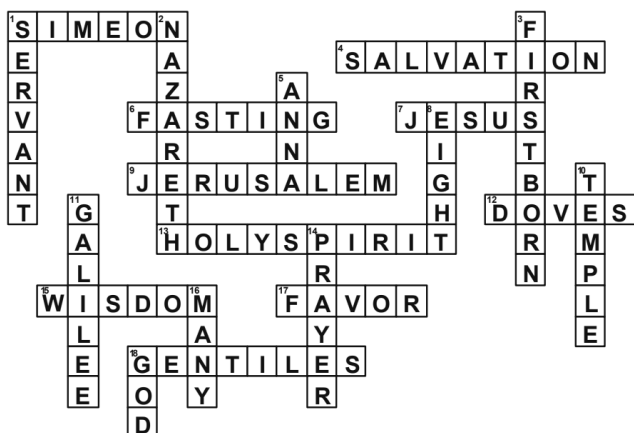 1 SIMEON
SERVANT
2 NAZARETH
3 FIRSTBORN
4 SALVATION
5 ANNA
6 FASTING
7 JESUS
8 EIGHT
9 JERUSALEM
10 TEMPLE
11 GALILEE
12 DOVES
13 HOLYSPIRIT
14 PRAYER
15 WISDOM
16 MANY
17 FAVOR
18 GENTILES
GOD